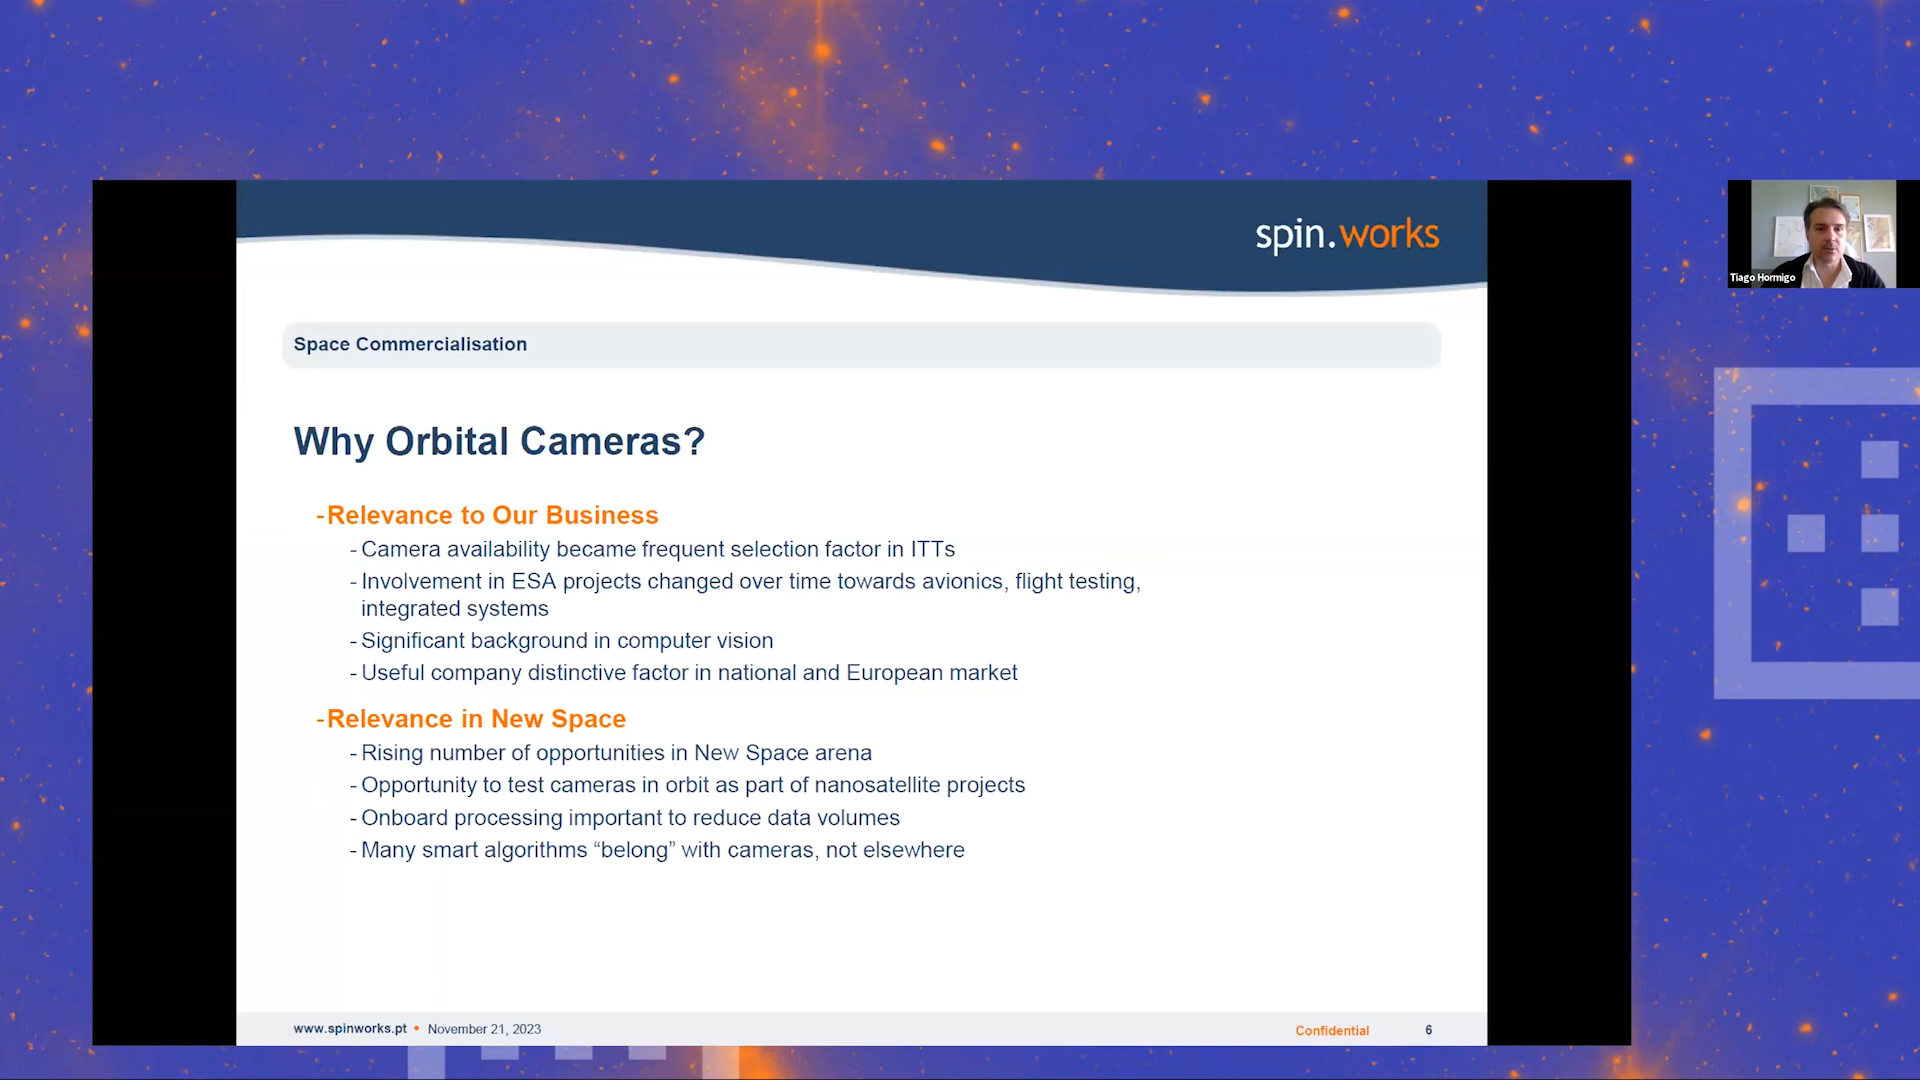 spin.works
Tiago Hormigo
Space Commercialisation
Why Orbital Cameras?
-Relevance to Our Business
- Camera availability became frequent selection factor in ITTs
- Involvement in ESA projects changed over time towards avionics, flight testing,
integrated systems
- Significant background in computer vision
- Useful company distinctive factor in national and European market
-Relevance in New Space
- Rising number of opportunities in New Space arena
- Opportunity to test cameras in orbit as part of nanosatellite projects
- Onboard processing important to reduce data volumes
- Many smart algorithms “belong” with cameras, not elsewhere
www.spinworks.pt • November 21, 2023
Confidential 6